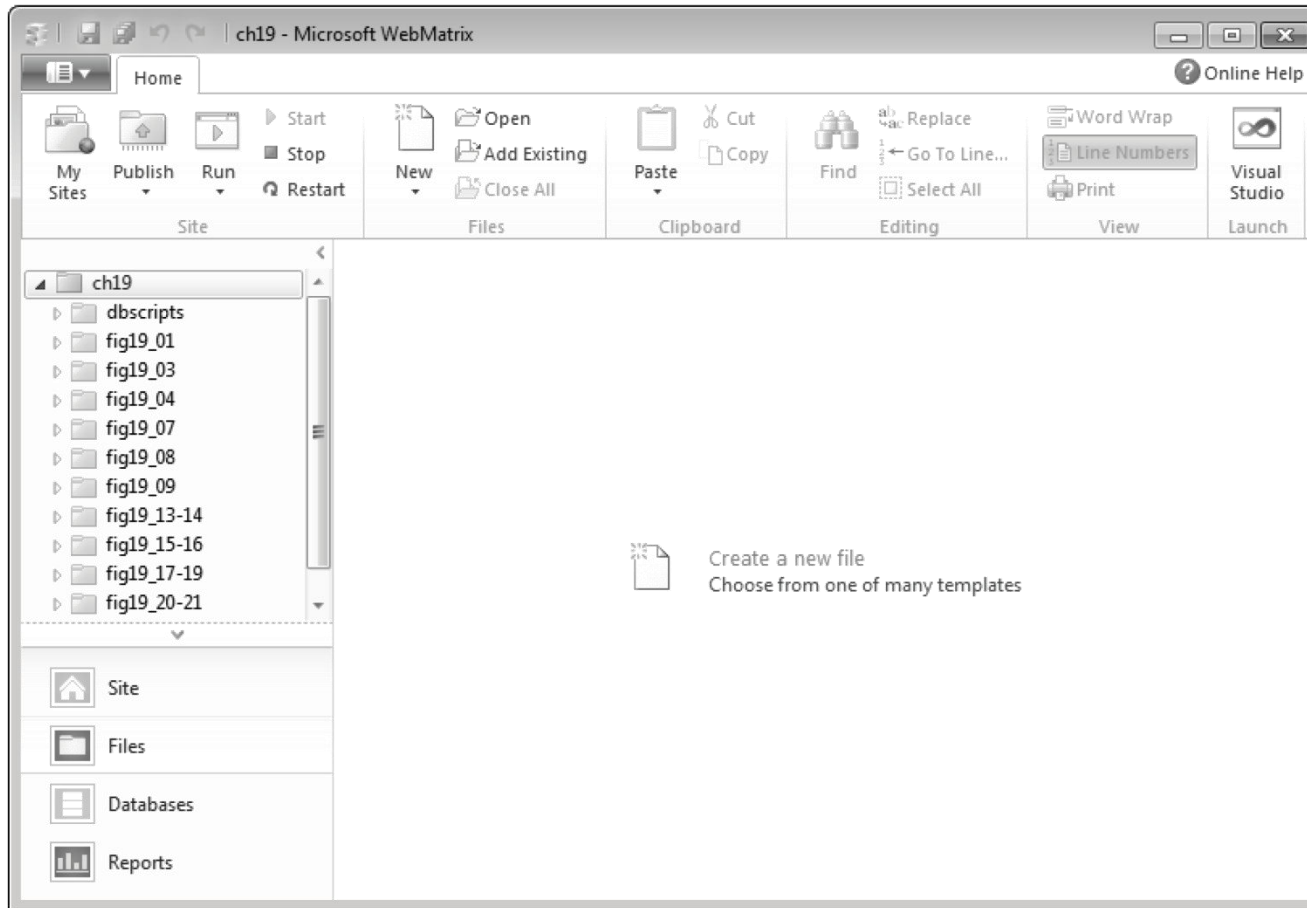 ch19 - Microsoft WebMatrix
Home
Online Help
My Sites
Publish
Run
Start
Stop
Restart
Site
New
Open
Add Existing
Close All
Files
Paste
Cut
Copy
Clipboard
Find
Replace
Go To Line...
Select All
Editing
Word Wrap
Line Numbers
Print
View
Visual Studio
Launch
ch19
dbscripts
fig19_01
fig19_03
fig19_04
fig19_07
fig19_08
fig19_09
fig19_13-14
fig19_15-16
fig19_17-19
fig19_20-21
Create a new file
Choose from one of many templates
Site
Files
Databases
Reports